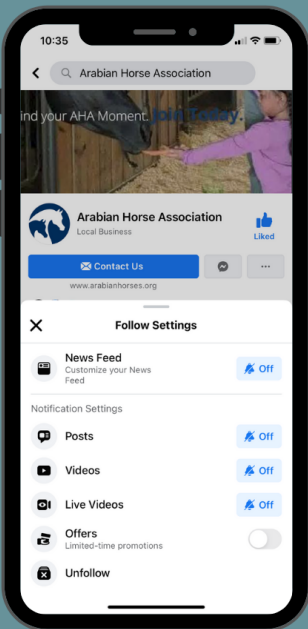 10:35
Arabian Horse Association
ind your AHA Moment. Join Today.
Arabian Horse Association
Local Business
Liked
Contact Us
www.arabianhorses.org
Follow Settings
News Feed
Customize your News
Feed
Off
Notification Settings
Posts
Off
Videos
Off
Live Videos
Off
Offers
Limited-time promotions
Unfollow